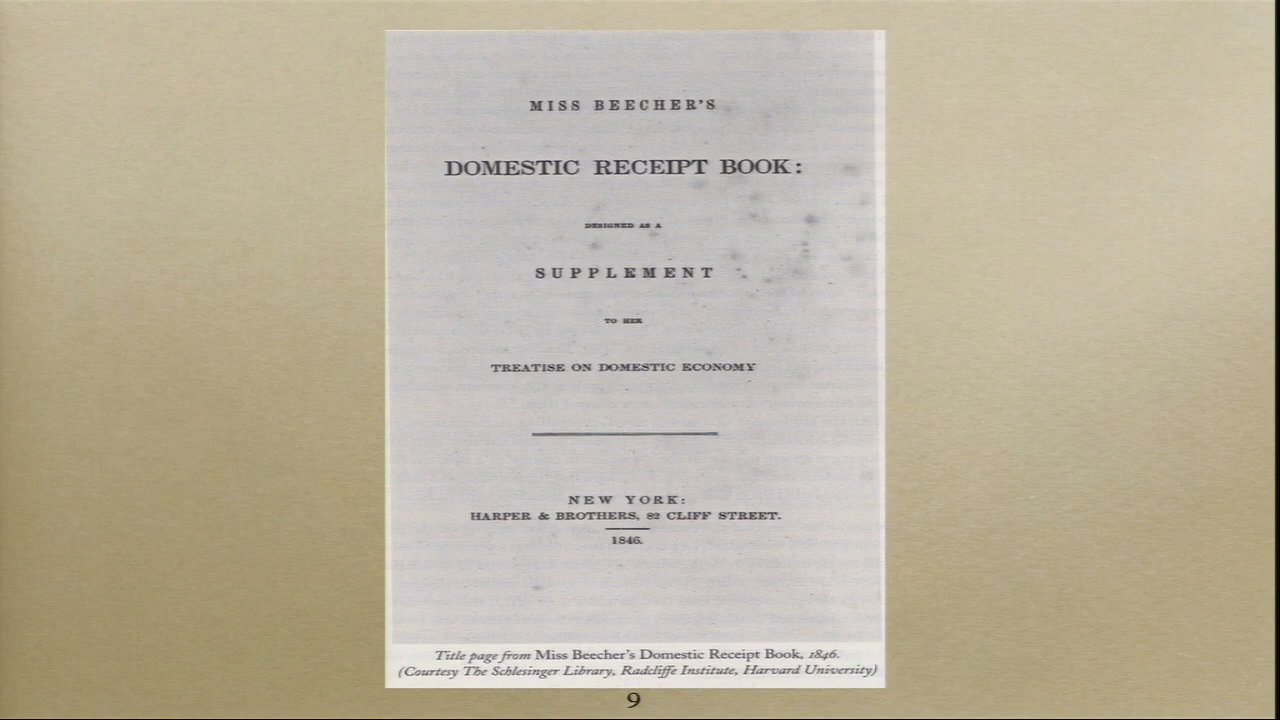 MISS BEECHER'S
DOMESTIC RECEIPT BOOK:
DESIGNED AS A
SUPPLEMENT
TO HER
TREATISE ON DOMESTIC ECONOMY
NEW YORK:
HARPER & BROTHERS, 82 CLIFF STREET.
1846.
Title page from Miss Beecher's Domestic Receipt Book, 1846.
(Courtesy The Schlesinger Library, Radcliffe Institute, Harvard University)
9